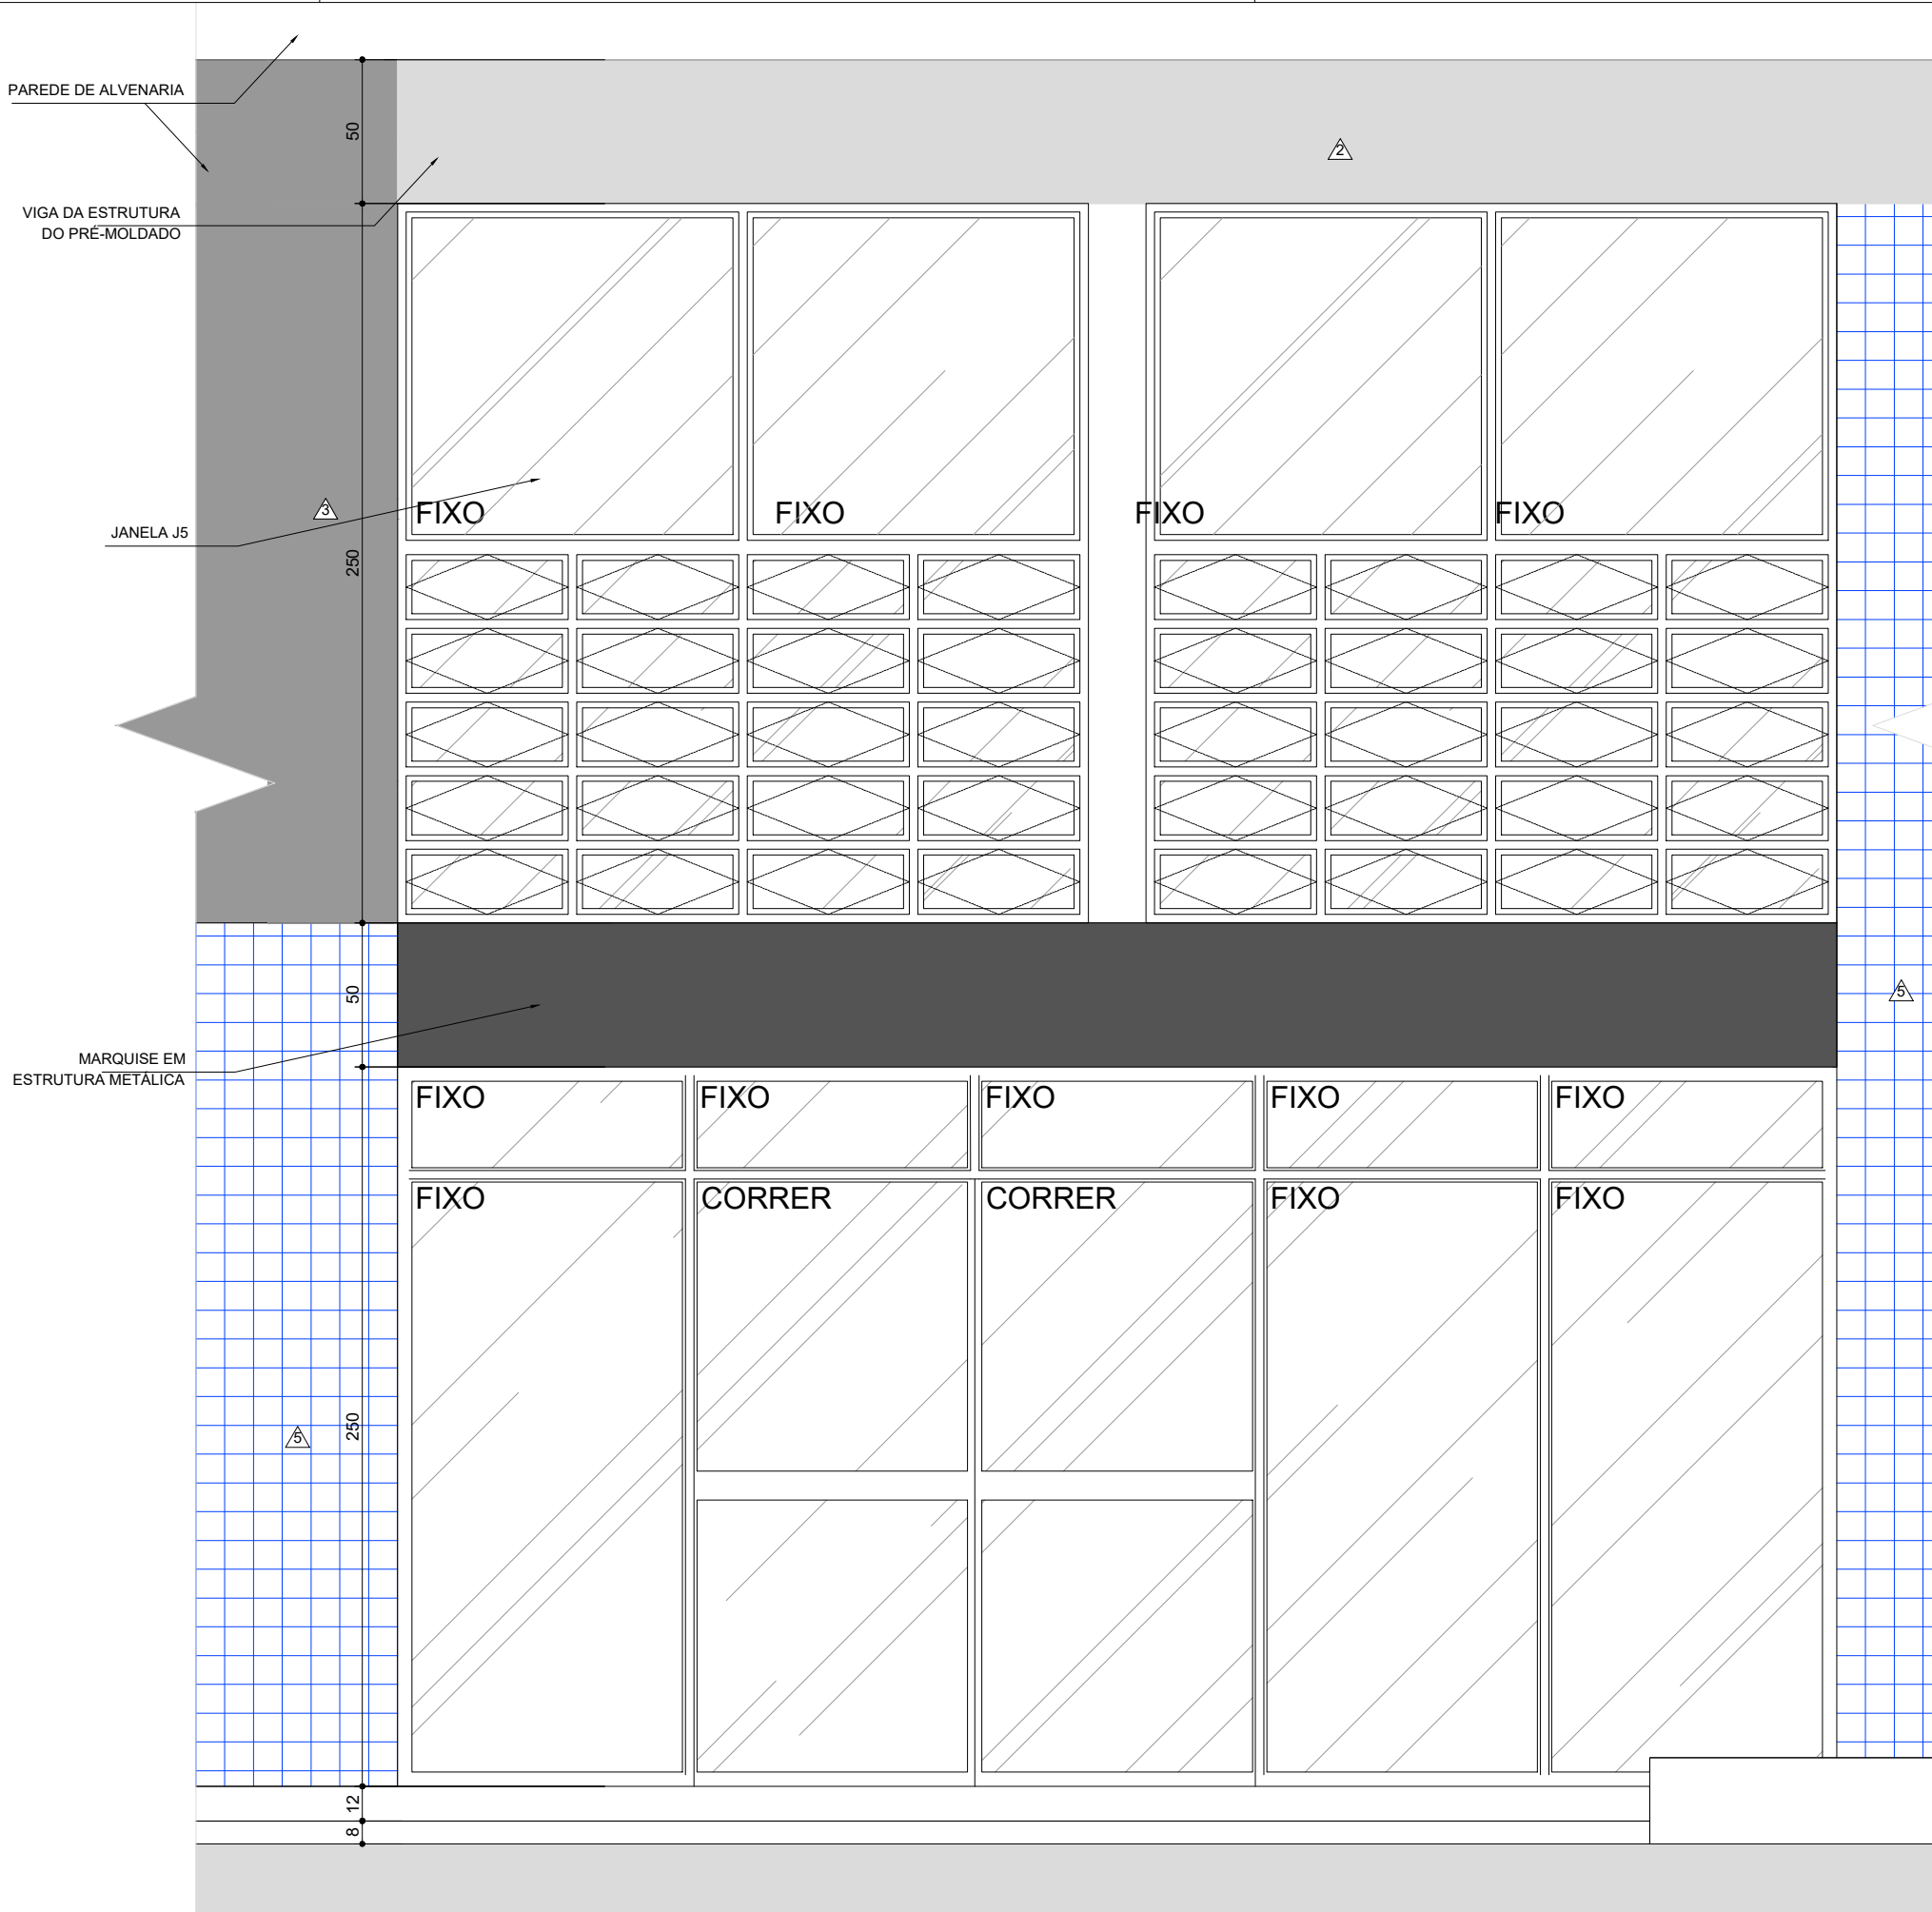 PAREDE DE ALVENARIA
50
2
VIGA DA ESTRUTURA
DO PRÉ-MOLDADO
3
FIXO FIXO FIXO FIXO
JANELA J5
250
50
5
MARQUISE EM
ESTRUTURA METÁLICA
FIXO FIXO FIXO FIXO FIXO
FIXO CORRER CORRER FIXO FIXO
250
5
12
8